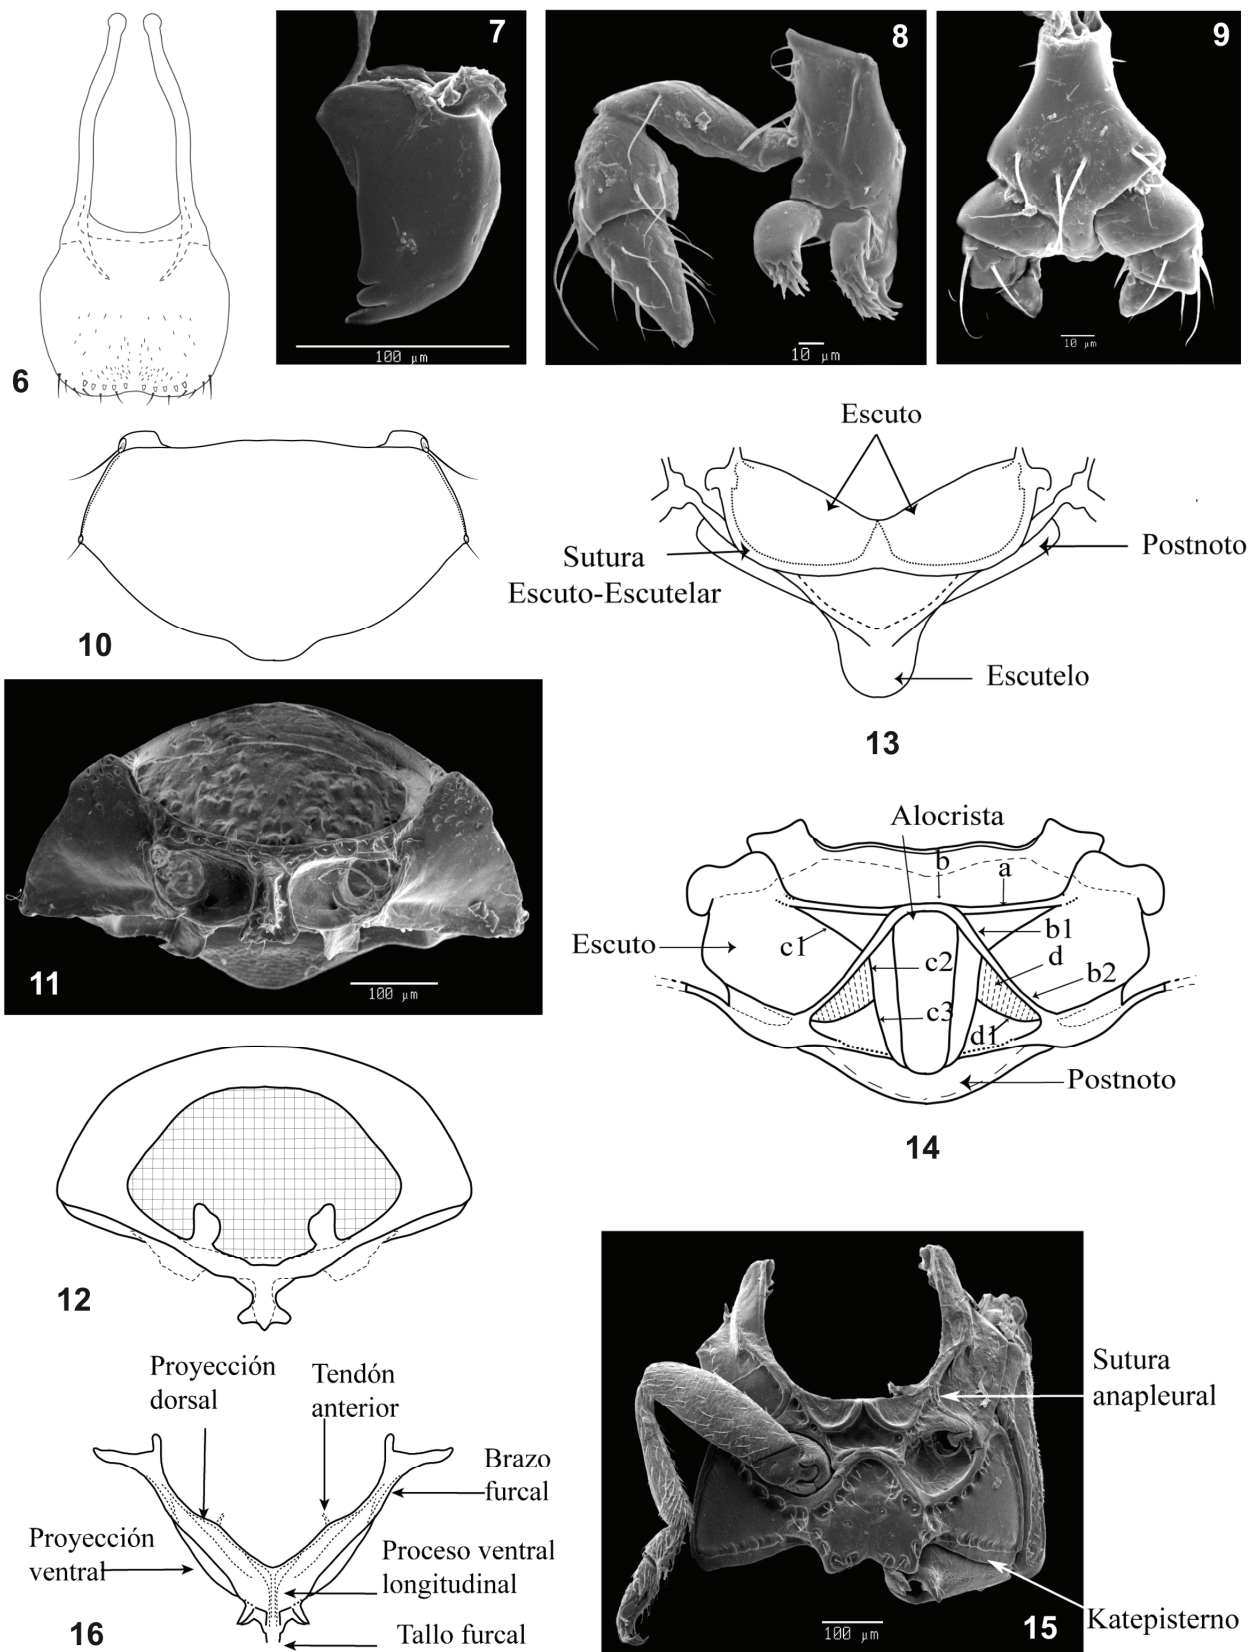 7
8
9
100 µm
10 µm
10 µm
6
Escuto
Sutura
Escuto-Escutelar
Postnoto
Escutelo
10
13
11
100 µm
Alocrista
b
a
Escuto
c1
b1
c2
d
b2
c3
d1
Postnoto
14
12
Proyección
dorsal
Tendón
anterior
Brazo
furcal
Proyección
ventral
Proceso ventral
longitudinal
Tallo furcal
16
Sutura
anapleural
100 µm
15
Katepisterno